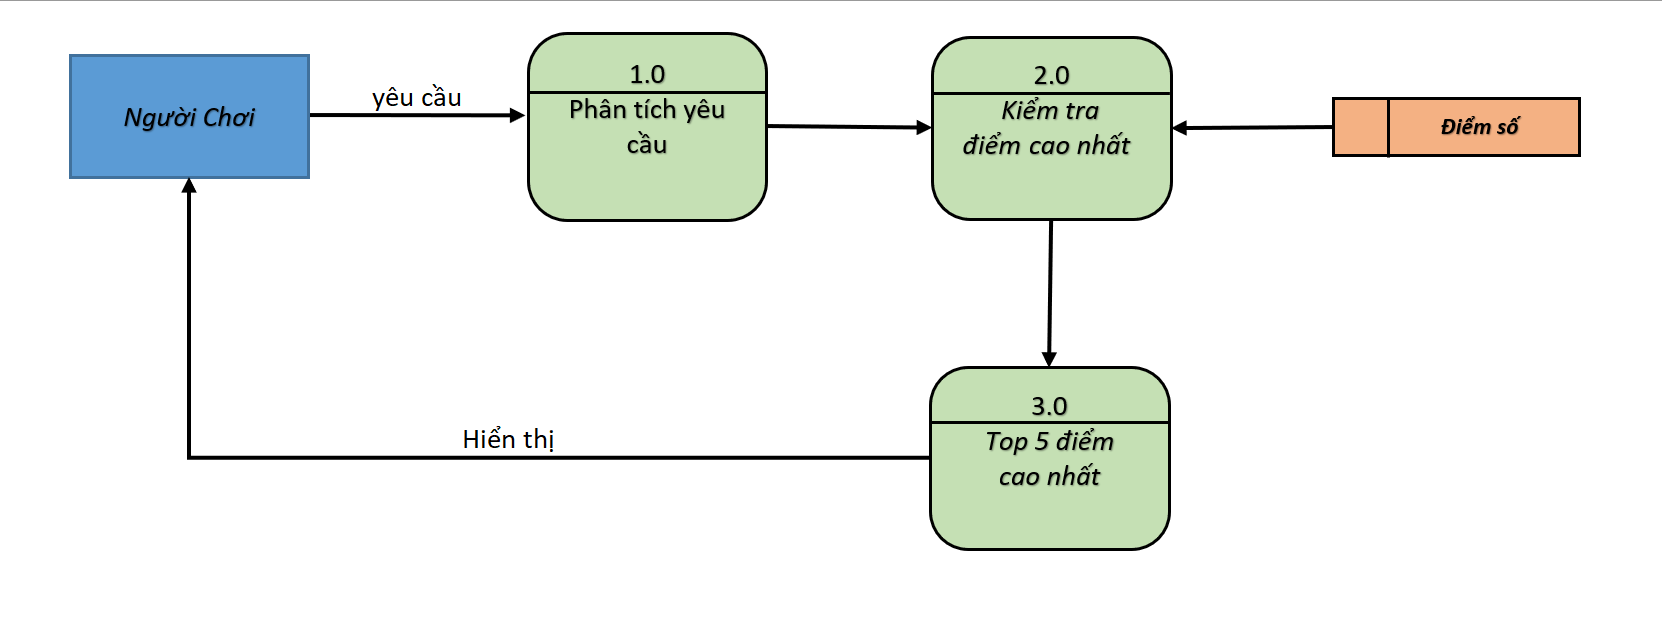 Người Chơi
yêu cầu
1.0
Phân tích yêu
cầu
2.0
Kiểm tra
điểm cao nhất
Điểm số
3.0
Top 5 điểm
cao nhất
Hiển thị